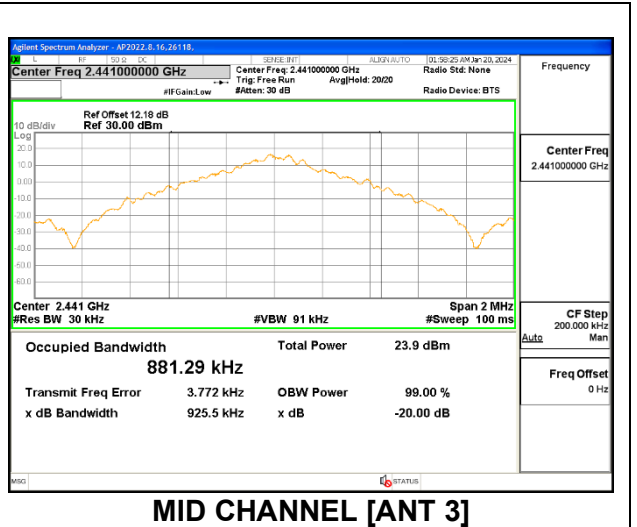 Agilent Spectrum Analyzer - AP2022.8.16,26118,
L RF 50 Ω DC SENSE:INT ALIGN AUTO 01:58:25 AM Jan 20, 2024
Center Freq 2.441000000 GHz Center Freq: 2.441000000 GHz Radio Std: None Frequency
Trig: Free Run Avg|Hold: 20/20
#IFGain:Low #Atten: 30 dB Radio Device: BTS
Ref Offset 12.18 dB
10 dB/div Ref 30.00 dBm
Log
20.0
10.0
0.00
-10.0
-20.0
-30.0
-40.0
-50.0
-60.0
Center 2.441 GHz Span 2 MHz
#Res BW 30 kHz #VBW 91 kHz #Sweep 100 ms
Occupied Bandwidth Total Power 23.9 dBm
881.29 kHz
Transmit Freq Error 3.772 kHz OBW Power 99.00 %
x dB Bandwidth 925.5 kHz x dB -20.00 dB
Center Freq
2.441000000 GHz
CF Step
200.000 kHz
Auto Man
Freq Offset
0 Hz
MSG STATUS
MID CHANNEL [ANT 3]